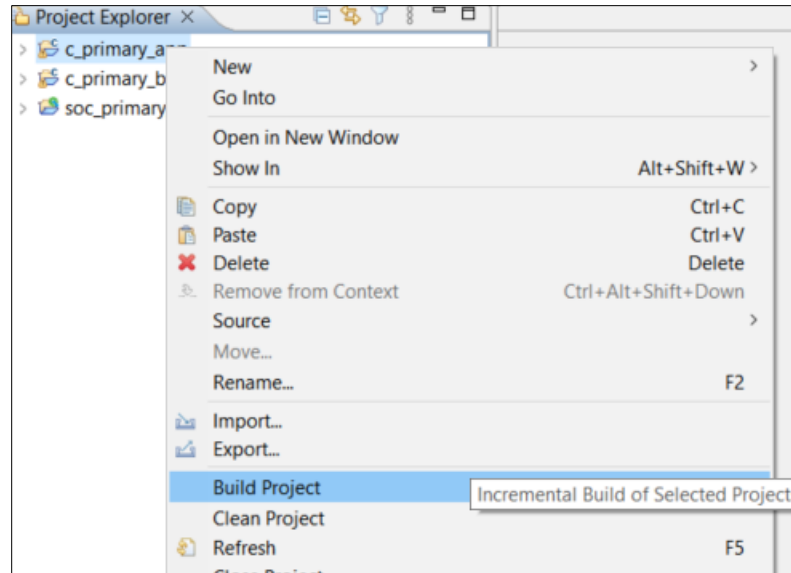 Project Explorer
c_primary_app
c_primary_b
soc_primary
New
Go Into
Open in New Window
Show In Alt+Shift+W
Copy Ctrl+C
Paste Ctrl+V
Delete Delete
Remove from Context Ctrl+Alt+Shift+Down
Source
Move...
Rename... F2
Import...
Export...
Build Project
Incremental Build of Selected Project
Clean Project
Refresh F5